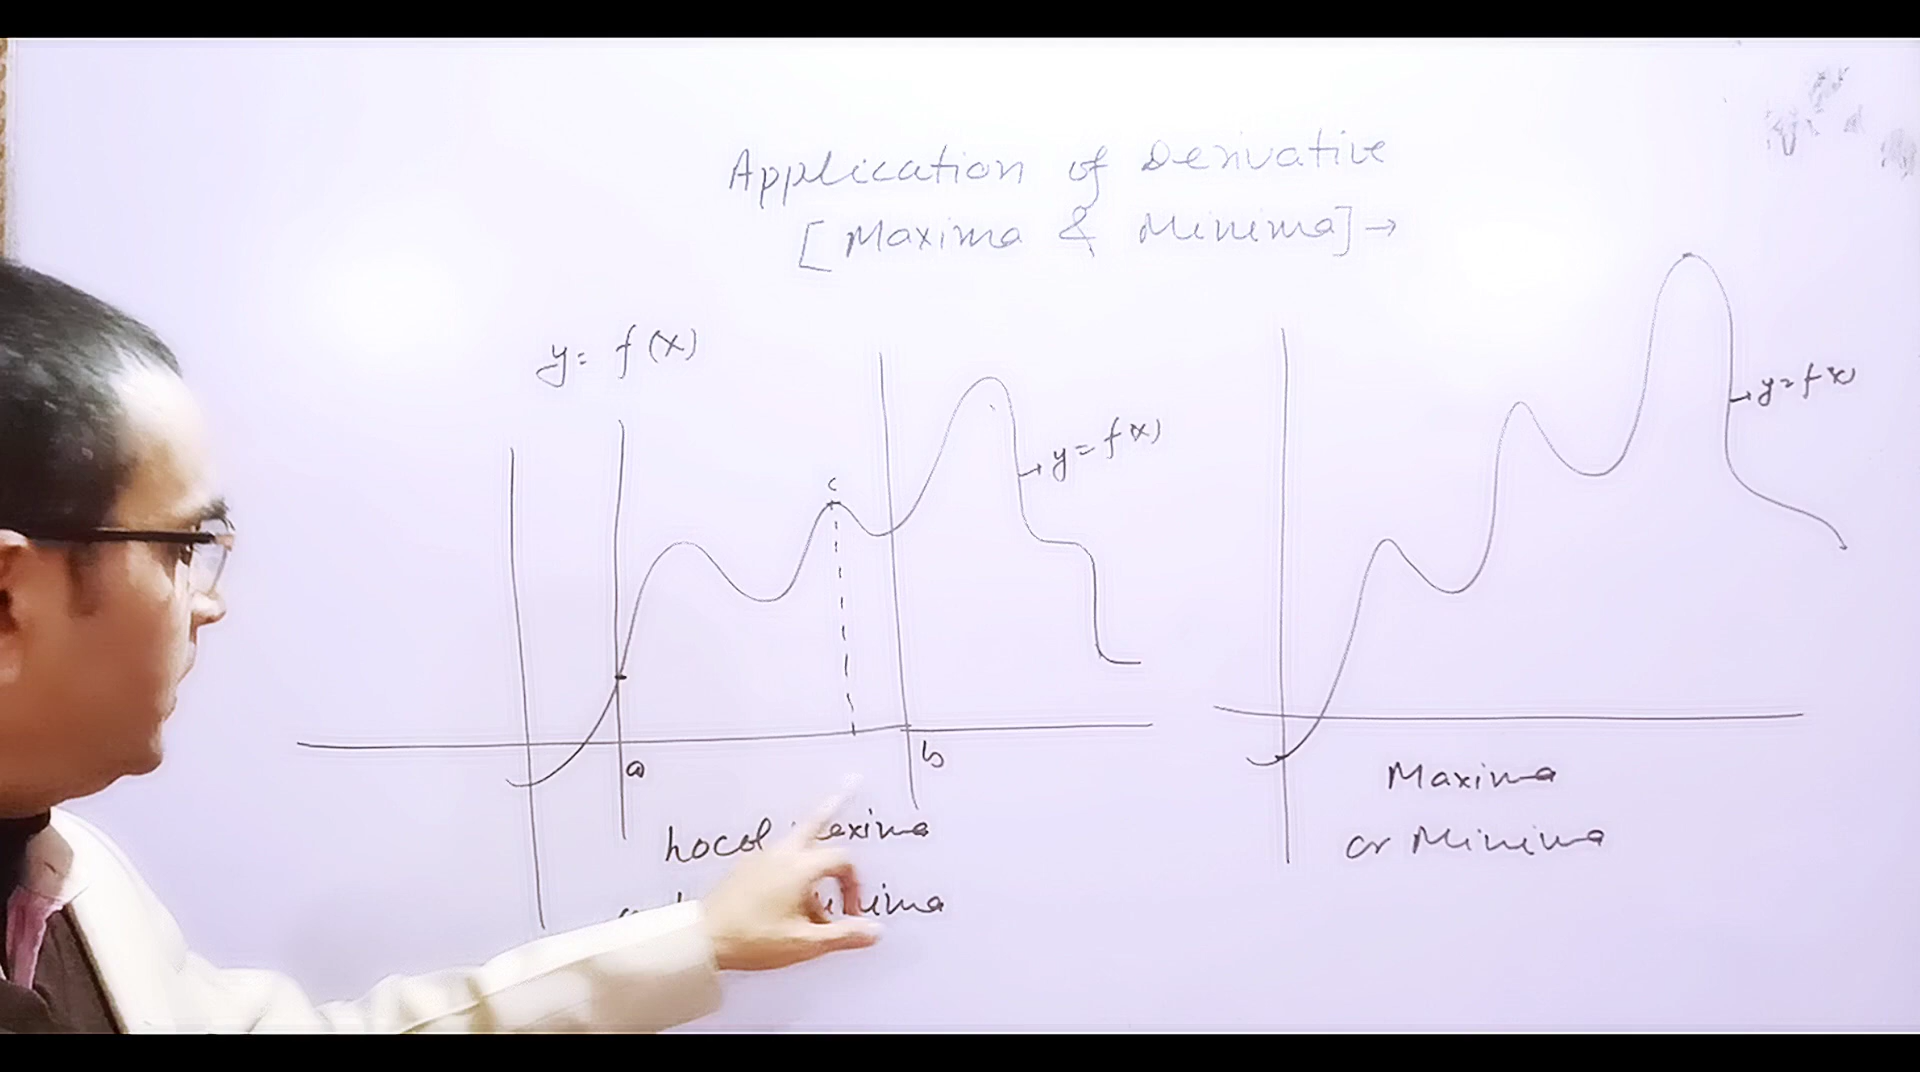 Application of Derivative
[Maxima & Minima]→
y = f(x)
c
→ y = f(x)
→ y = f x
a
b
Local
Maxima
or Minima